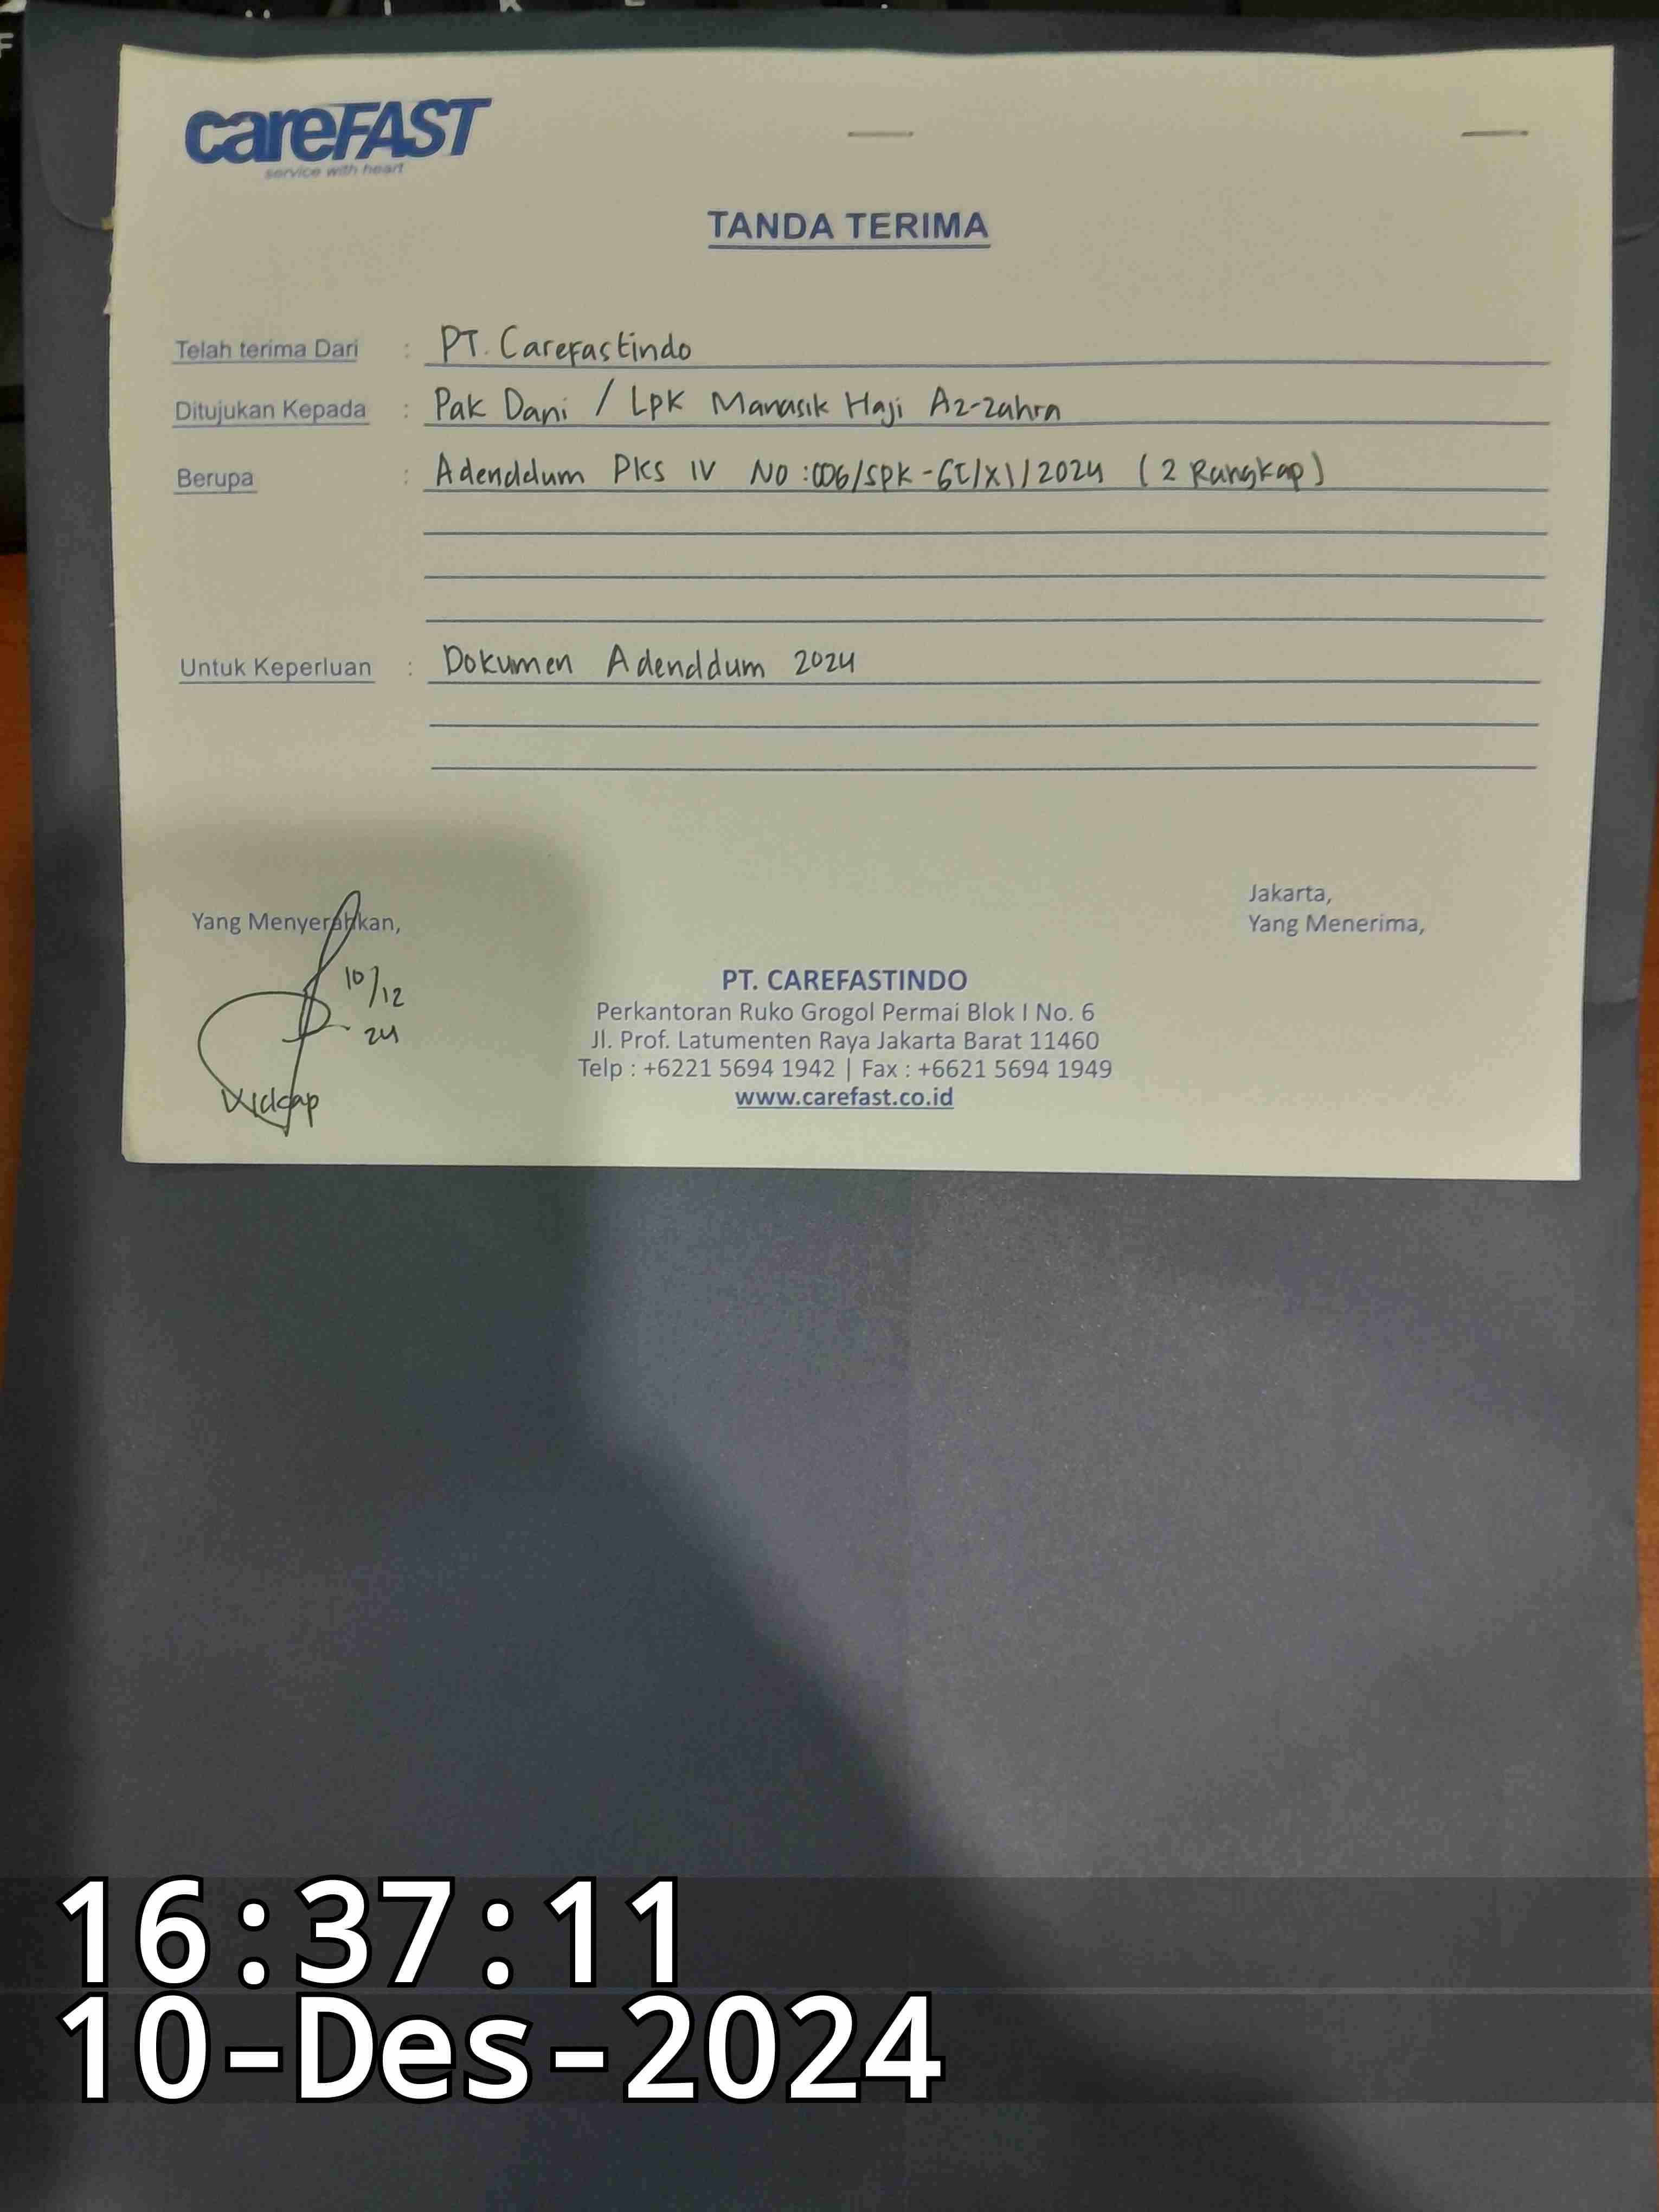 careFAST
service with heart
TANDA TERIMA
Telah terima Dari : PT. Carefastindo
Ditujukan Kepada : Pak Dani / LPK Manasik Haji Az-zahra
Berupa : Adenddum PKS IV NO :006/SPK-GE/XI/2024 (2 Rangkap)
Untuk Keperluan : Dokumen Adenddum 2024
Jakarta,
Yang Menyerahkan,
Yang Menerima,
10/12
24
PT. CAREFASTINDO
Perkantoran Ruko Grogol Permai Blok I No. 6
Jl. Prof. Latumenten Raya Jakarta Barat 11460
Telp : +6221 5694 1942 | Fax : +6621 5694 1949
www.carefast.co.id
16:37:11
10-Des-2024